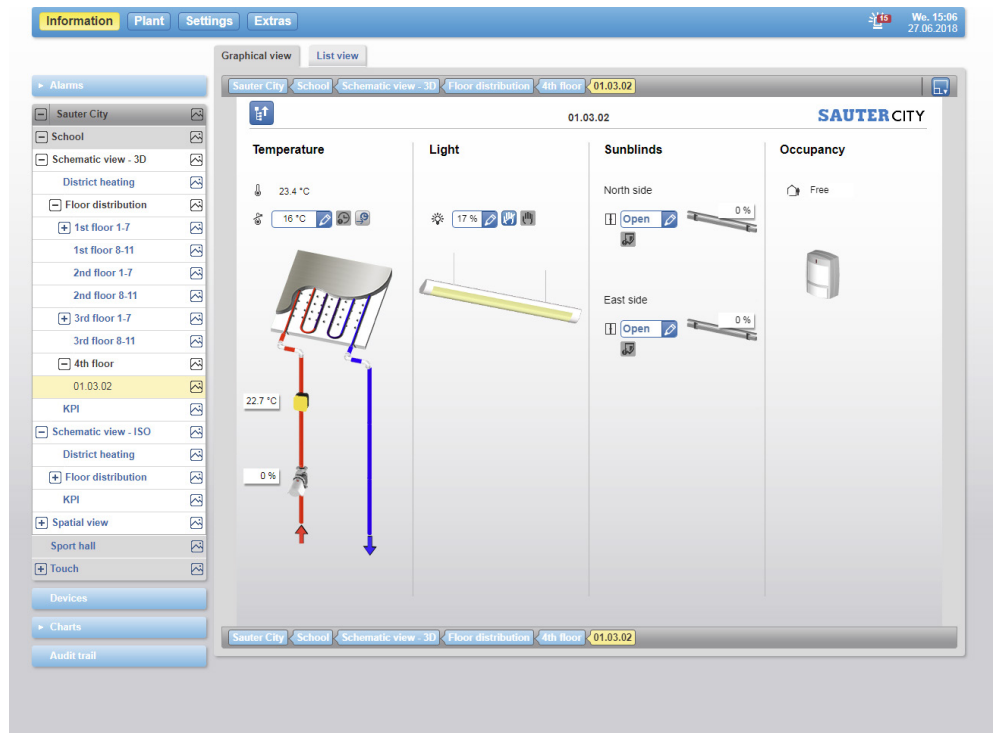 Information Plant Settings Extras
15
We. 15:06
27.06.2018
Graphical view List view
Alarms
Sauter City
School
Schematic view - 3D
District heating
Floor distribution
1st floor 1-7
1st floor 8-11
2nd floor 1-7
2nd floor 8-11
3rd floor 1-7
3rd floor 8-11
4th floor
01.03.02
KPI
Schematic view - ISO
District heating
Floor distribution
KPI
Spatial view
Sport hall
Touch
Devices
Charts
Audit trail
Sauter City School Schematic view - 3D Floor distribution 4th floor 01.03.02
01.03.02
SAUTER CITY
Temperature
23.4 °C
16 °C
22.7 °C
0 %
Light
17 %
Sunblinds
North side
Open
0 %
East side
Open
0 %
Occupancy
Free
Sauter City School Schematic view - 3D Floor distribution 4th floor 01.03.02